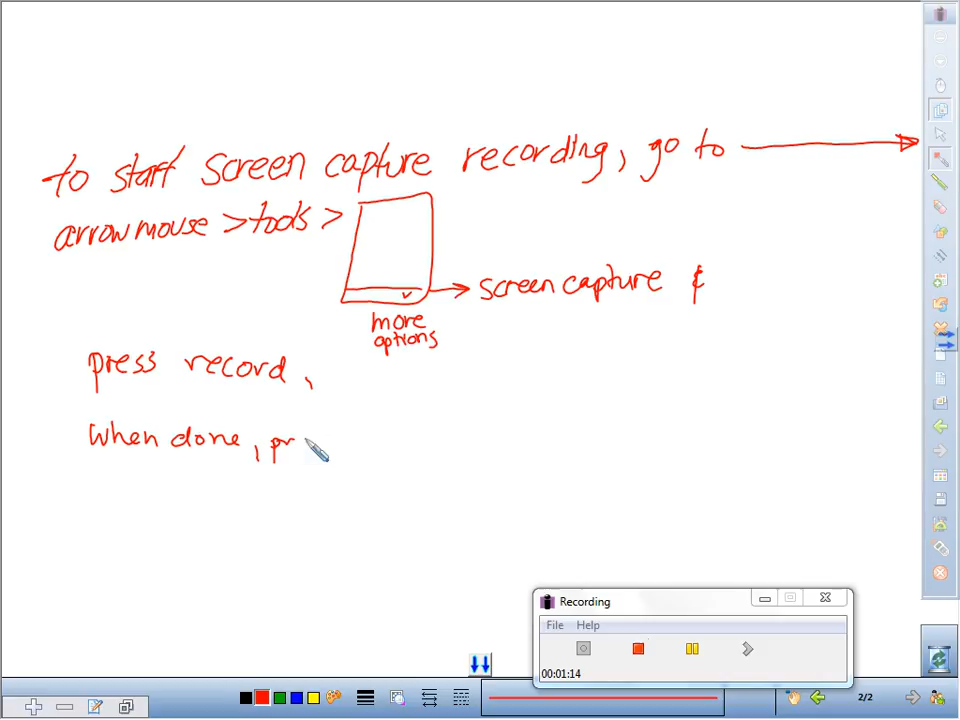 to start screen capture recording, go to
arrow mouse > tools >
screen capture &
more
options
press record,
When done, pr
Recording
File Help
00:01:14
2/2